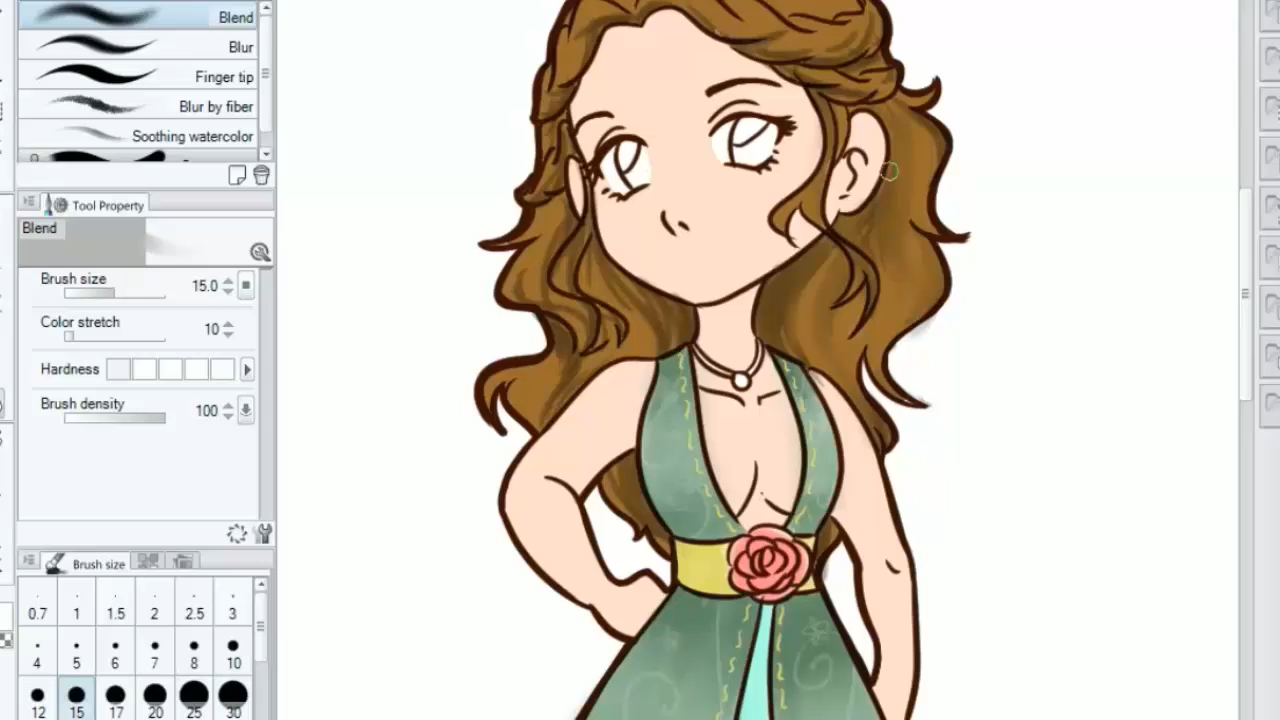 Blend
Blur
Finger tip
Blur by fiber
Soothing watercolor
Tool Property
Blend
Brush size 15.0
Color stretch 10
Hardness
Brush density 100
Brush size
0.7 1 1.5 2 2.5 3
4 5 6 7 8 10
12 15 17 20 25 30